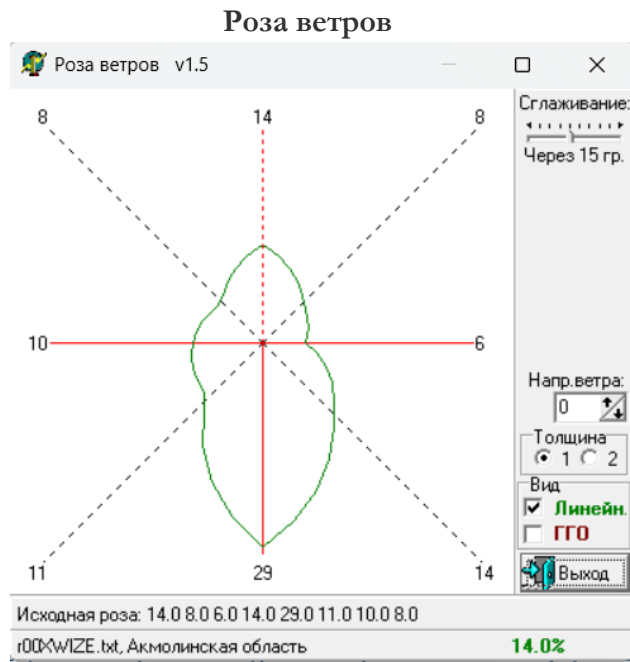 Роза ветров
Роза ветров v1.5
Сглаживание:
Через 15 гр.
8
14
8
10
6
11
29
14
Напр.ветра:
0
Толщина
1 2
Вид
Линейн.
ГГО
Выход
Исходная роза: 14.0 8.0 6.0 14.0 29.0 11.0 10.0 8.0
r00XWIZE.txt, Акмолинская область 14.0%